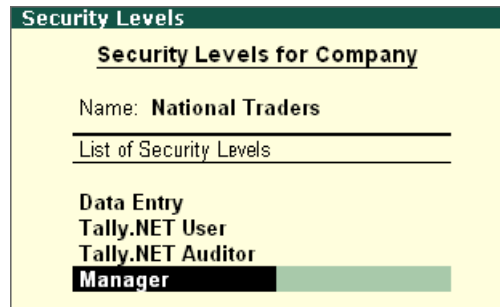 Security Levels
Security Levels for Company
Name: National Traders
List of Security Levels
Data Entry
Tally.NET User
Tally.NET Auditor
Manager